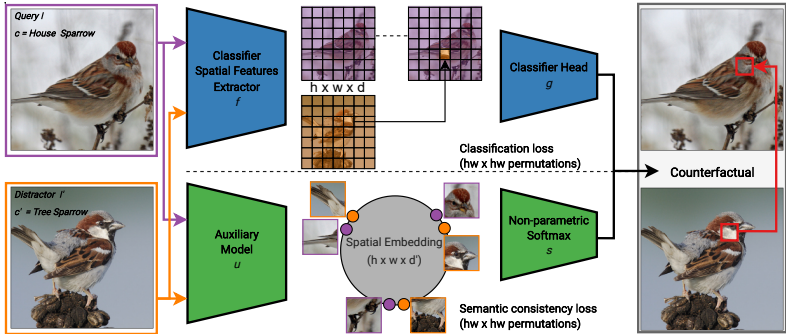 Query I
c = House Sparrow
Classifier
Spatial Features
Extractor
f
h x w x d
Classifier Head
g
Classification loss
(hw x hw permutations)
Counterfactual
Distractor I'
c' = Tree Sparrow
Auxiliary
Model
u
Spatial Embedding
(h x w x d')
Non-parametric
Softmax
s
Semantic consistency loss
(hw x hw permutations)